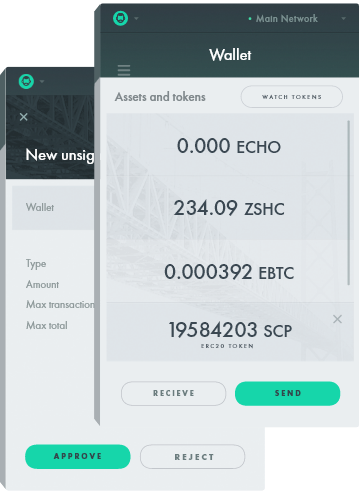 Main Network
Wallet
Assets and tokens
WATCH TOKENS
0.000 ECHO
234.09 ZSHC
0.000392 EBTC
19584203 SCP
ERC20 TOKEN
RECIEVE
SEND
New unsig
Wallet
Type
Amount
Max transaction
Max total
APPROVE
REJECT